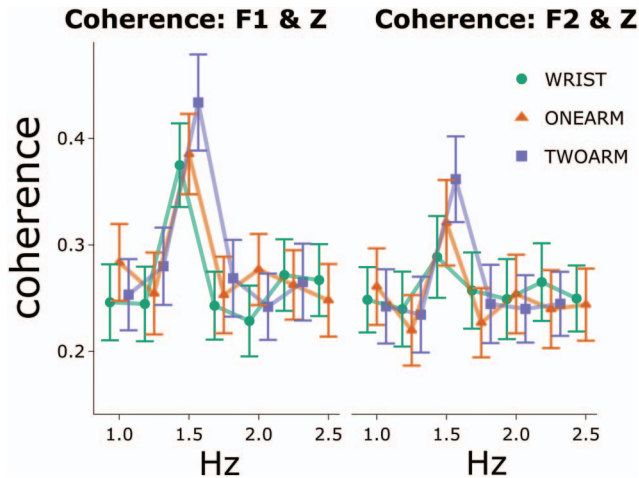 Coherence: F1 & Z
Coherence: F2 & Z
WRIST
ONEARM
TWOARM
coherence
0.4
0.3
0.2
1.0 1.5 2.0 2.5
1.0 1.5 2.0 2.5
Hz
Hz